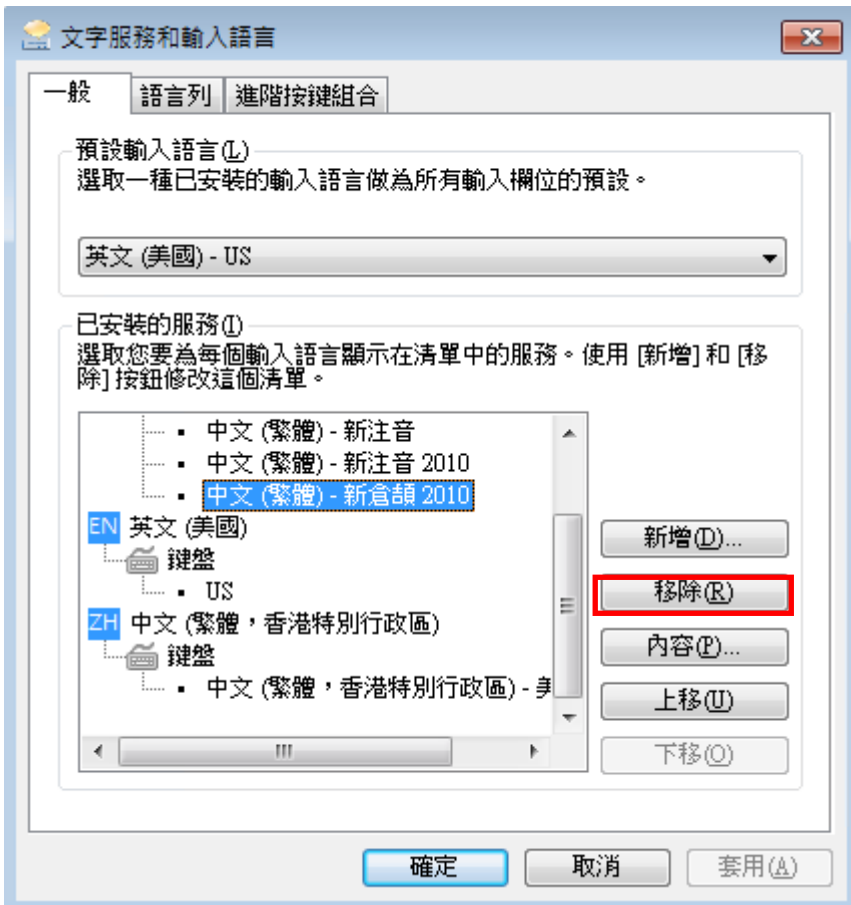 文字服務和輸入語言
一般
語言列
進階按鍵組合
預設輸入語言(L)
選取一種已安裝的輸入語言做為所有輸入欄位的預設。
英文 (美國) - US
已安裝的服務(I)
選取您要為每個輸入語言顯示在清單中的服務。使用 [新增] 和 [移
除] 按鈕修改這個清單。
中文 (繁體) - 新注音
中文 (繁體) - 新注音 2010
中文 (繁體) - 新倉頡 2010
EN 英文 (美國)
鍵盤
US
ZH 中文 (繁體，香港特別行政區)
鍵盤
中文 (繁體，香港特別行政區) - 美
新增(D)...
移除(R)
內容(P)...
上移(U)
下移(O)
確定
取消
套用(A)